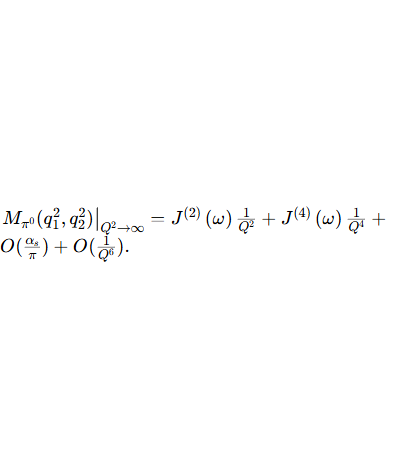 $M_{\pi^0}(q_1^2, q_2^2)\big|_{Q^2 \to \infty} = J^{(2)}(\omega)\frac{1}{Q^2} + J^{(4)}(\omega)\frac{1}{Q^4} +$
$O(\frac{\alpha_s}{\pi}) + O(\frac{1}{Q^6}).$